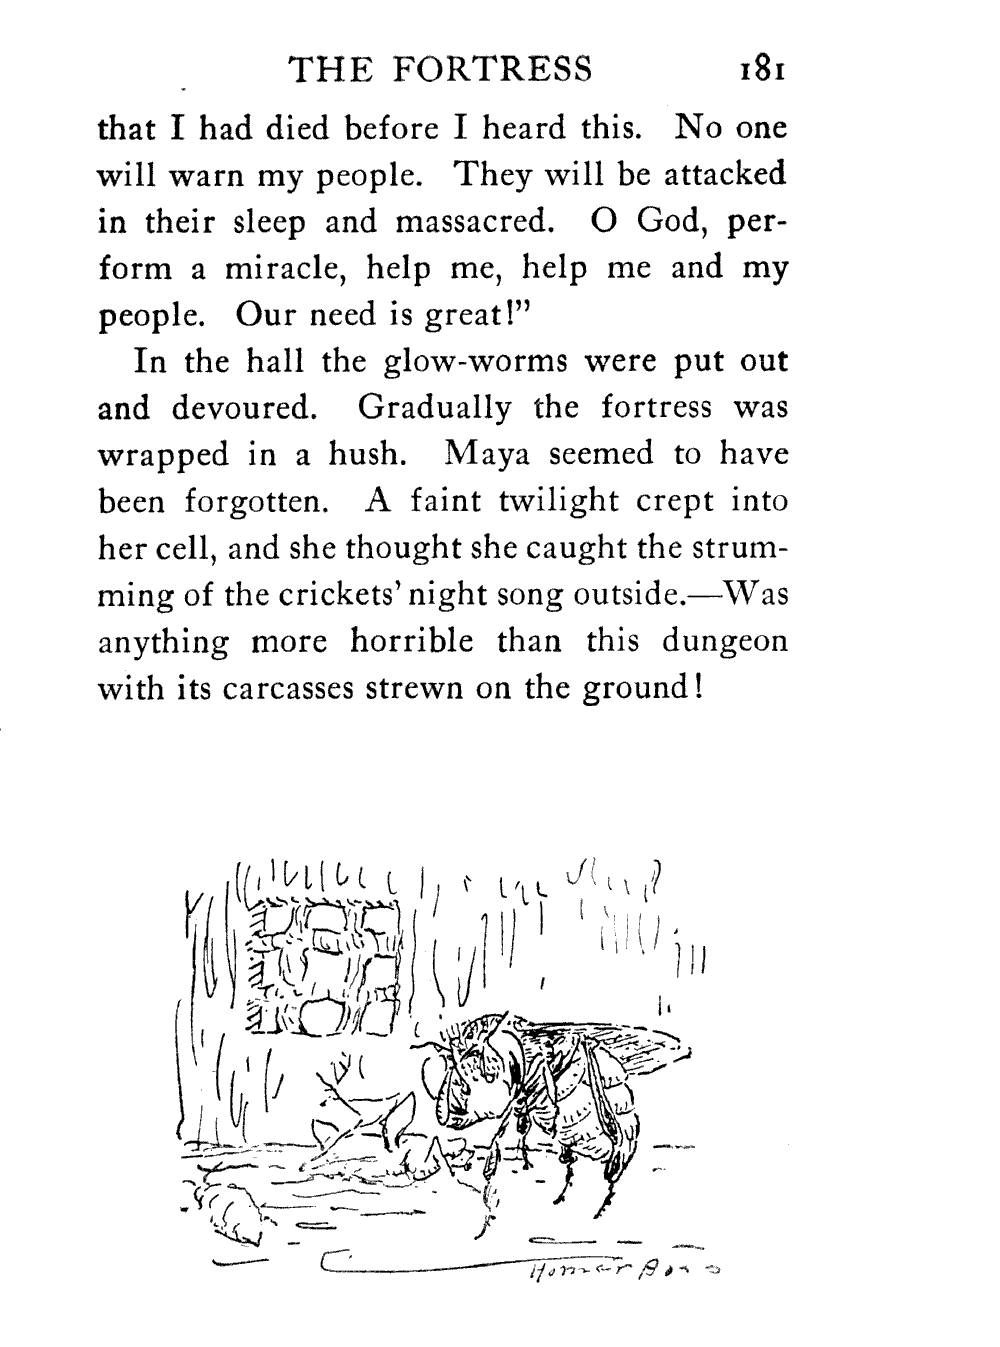 THE FORTRESS 181
that I had died before I heard this. No one
will warn my people. They will be attacked
in their sleep and massacred. O God, per-
form a miracle, help me, help me and my
people. Our need is great!”
In the hall the glow-worms were put out
and devoured. Gradually the fortress was
wrapped in a hush. Maya seemed to have
been forgotten. A faint twilight crept into
her cell, and she thought she caught the strum-
ming of the crickets’ night song outside.—Was
anything more horrible than this dungeon
with its carcasses strewn on the ground!
Homer